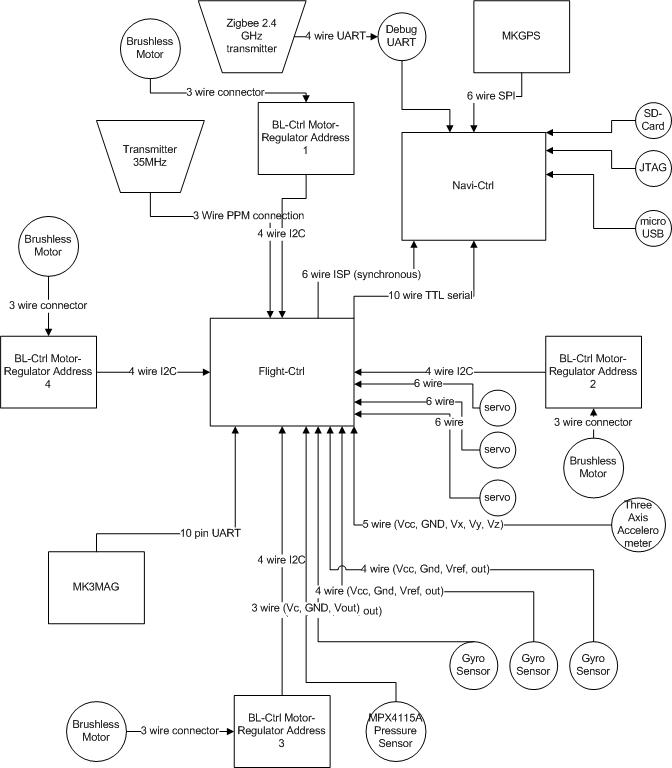 Zigbee 2.4
GHz
transmitter
4 wire UART
Debug
UART
MKGPS
Brushless
Motor
3 wire connector
6 wire SPI
SD-
Card
BL-Ctrl Motor-
Regulator Address
1
Transmitter
35MHz
JTAG
Navi-Ctrl
micro
USB
3 Wire PPM connection
4 wire I2C
Brushless
Motor
6 wire ISP (synchronous)
10 wire TTL serial
3 wire connector
BL-Ctrl Motor-
Regulator Address
4
4 wire I2C
Flight-Ctrl
4 wire I2C
BL-Ctrl Motor-
Regulator Address
2
6 wire
servo
6 wire
6 wire
3 wire connector
servo
Brushless
Motor
servo
5 wire (Vcc, GND, Vx, Vy, Vz)
Three
Axis
Accelero
meter
10 pin UART
4 wire I2C
4 wire (Vcc, Gnd, Vref, out)
MK3MAG
4 wire (Vcc, Gnd, Vref, out)
3 wire (Vc, GND, Vout)
out)
Gyro
Sensor
Gyro
Sensor
Gyro
Sensor
Brushless
Motor
3 wire connector
BL-Ctrl Motor-
Regulator Address
3
MPX4115A
Pressure
Sensor